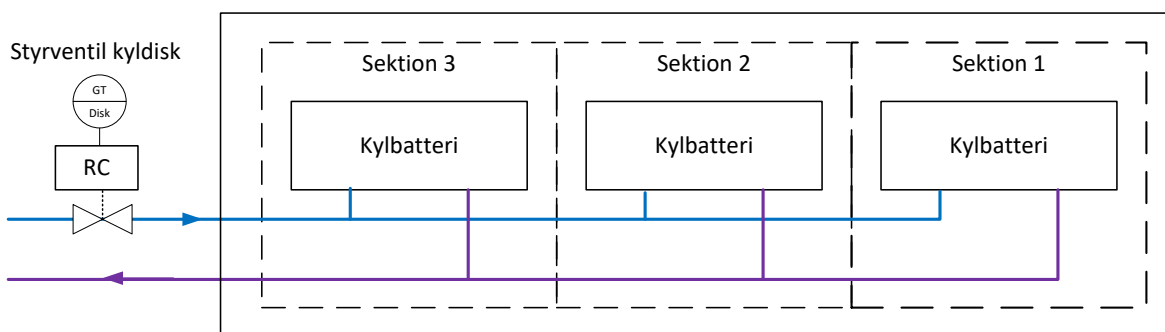 Styrventil kyldisk
GT
Disk
RC
Sektion 3
Sektion 2
Sektion 1
Kylbatteri
Kylbatteri
Kylbatteri